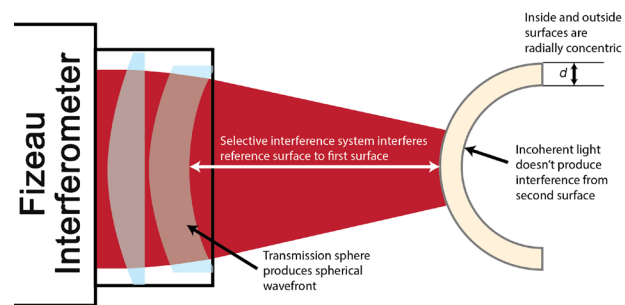 Fizeau
Interferometer
Inside and outside
surfaces are
radially concentric
d
Selective interference system interferes
reference surface to first surface
Incoherent light
doesn't produce
interference from
second surface
Transmission sphere
produces spherical
wavefront